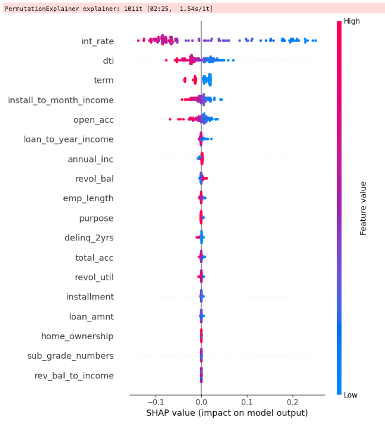 PermutationExplainer explainer: 101it [02:25, 1.54s/it]
High
int_rate
dti
term
install_to_month_income
open_acc
loan_to_year_income
annual_inc
revol_bal
emp_length
purpose
delinq_2yrs
total_acc
revol_util
installment
loan_amnt
home_ownership
sub_grade_numbers
rev_bal_to_income
Feature value
Low
−0.1 0.0 0.1 0.2
SHAP value (impact on model output)